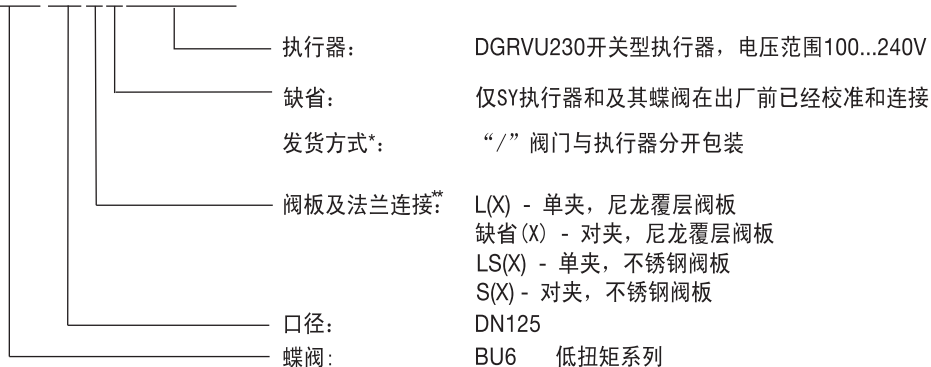 执行器： DGRVU230开关型执行器，电压范围100...240V
缺省： 仅SY执行器和及其蝶阀在出厂前已经校准和连接
发货方式*： “/”阀门与执行器分开包装
阀板及法兰连接**： L(X) - 单夹，尼龙覆层阀板
缺省(X) - 对夹，尼龙覆层阀板
LS(X) - 单夹，不锈钢阀板
S(X) - 对夹，不锈钢阀板
口径： DN125
蝶阀: BU6 低扭矩系列